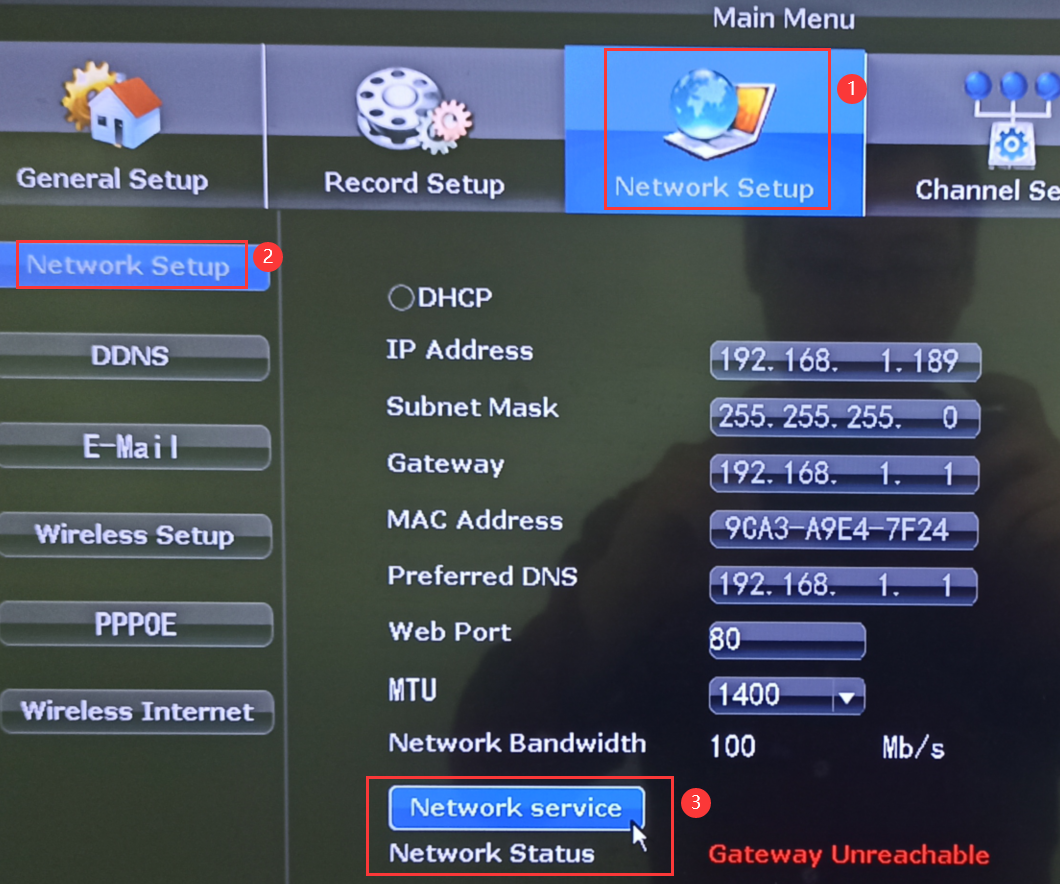 Main Menu
General Setup
Record Setup
Network Setup
1
Network Setup
2
DHCP
DDNS
IP Address 192.168. 1.189
Subnet Mask 255.255.255. 0
E-Mail
Gateway 192.168. 1. 1
MAC Address 9CA3-A9E4-7F24
Wireless Setup
Preferred DNS 192.168. 1. 1
PPPOE
Web Port 80
MTU 1400
Wireless Internet
Network Bandwidth 100 Mb/s
Network service
3
Network Status Gateway Unreachable